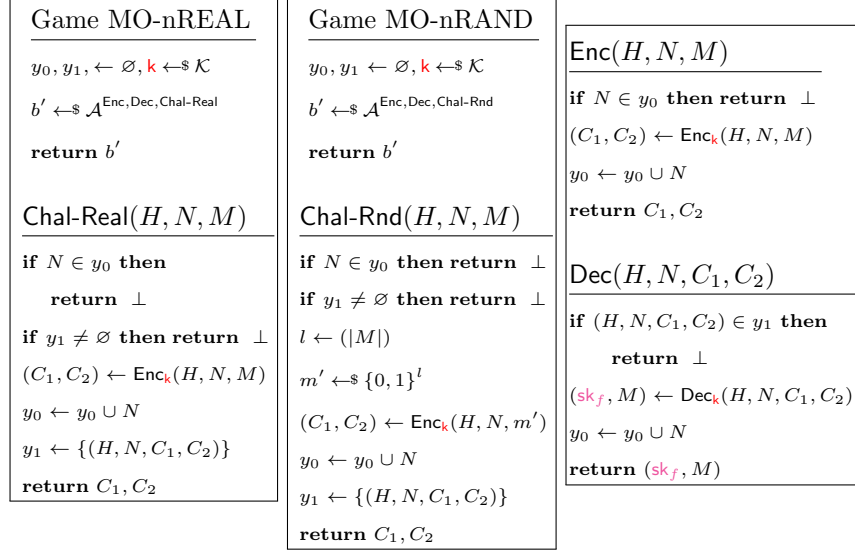 Game MO-nREAL
y₀, y₁, ← ∅, k ←$ 𝒦
b′ ←$ 𝒜^{Enc,Dec,Chal-Real}
return b′
Chal-Real(H, N, M)
if N ∈ y₀ then
return ⊥
if y₁ ≠ ∅ then return ⊥
(C₁, C₂) ← Encₖ(H, N, M)
y₀ ← y₀ ∪ N
y₁ ← {(H, N, C₁, C₂)}
return C₁, C₂
Game MO-nRAND
y₀, y₁ ← ∅, k ←$ 𝒦
b′ ←$ 𝒜^{Enc,Dec,Chal-Rnd}
return b′
Chal-Rnd(H, N, M)
if N ∈ y₀ then return ⊥
if y₁ ≠ ∅ then return ⊥
l ← (|M|)
m′ ←$ {0, 1}^l
(C₁, C₂) ← Encₖ(H, N, m′)
y₀ ← y₀ ∪ N
y₁ ← {(H, N, C₁, C₂)}
return C₁, C₂
Enc(H, N, M)
if N ∈ y₀ then return ⊥
(C₁, C₂) ← Encₖ(H, N, M)
y₀ ← y₀ ∪ N
return C₁, C₂
Dec(H, N, C₁, C₂)
if (H, N, C₁, C₂) ∈ y₁ then
return ⊥
(sk_f, M) ← Decₖ(H, N, C₁, C₂)
y₀ ← y₀ ∪ N
return (sk_f, M)